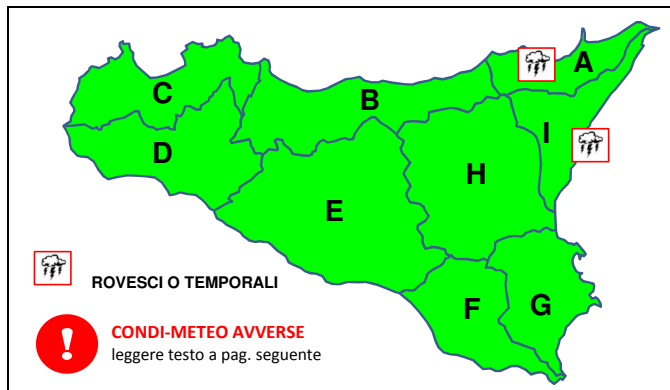 A
C
B
I
D
H
E
ROVESCI O TEMPORALI
F
G
!
CONDI-METEO AVVERSE
leggere testo a pag. seguente